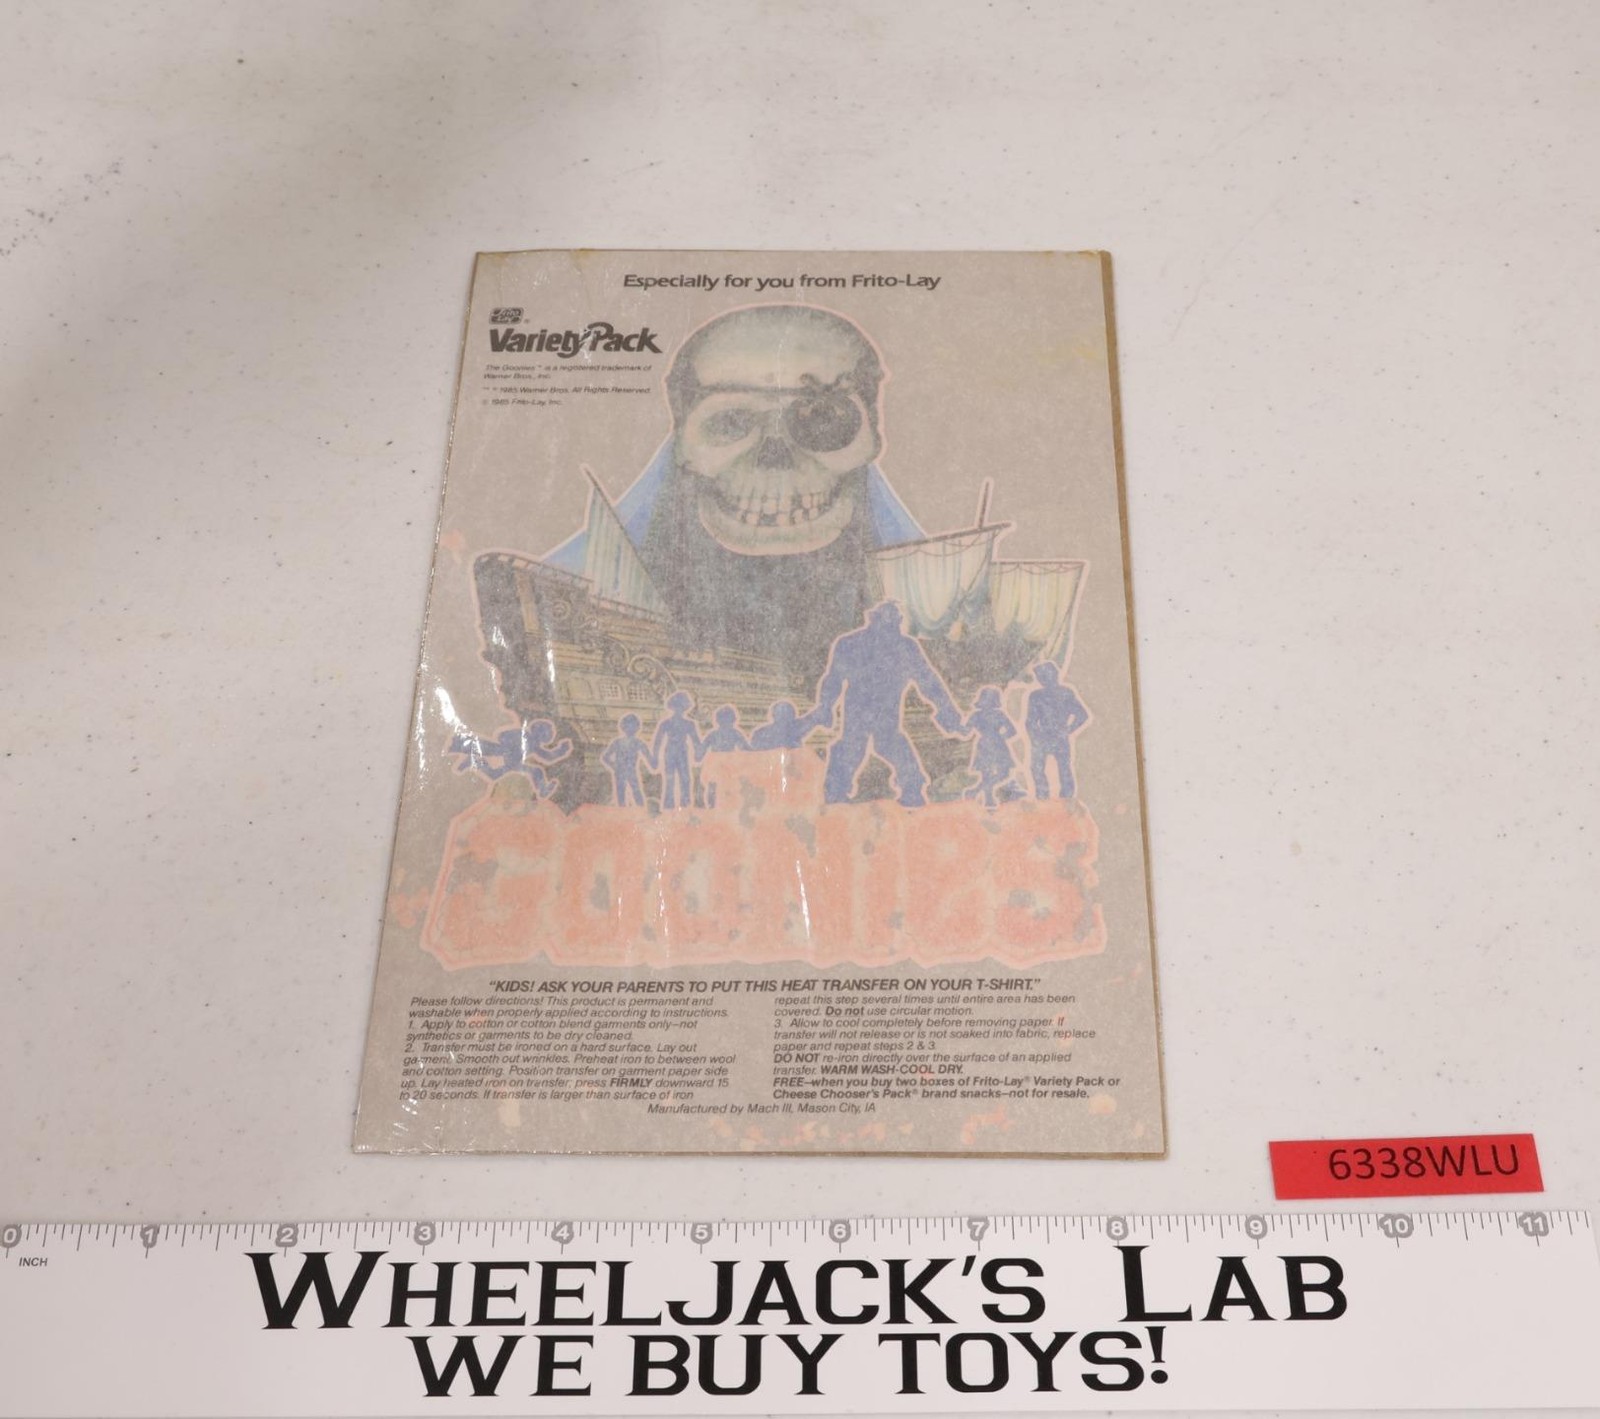 Especially for you from Frito-Lay
Frito Lay ®
Variety Pack
The Goonies ™ is a registered trademark of
Warner Bros., Inc.
™ © 1985 Warner Bros. All Rights Reserved.
© 1985 Frito-Lay, Inc.
THE
GOONIES
"KIDS! ASK YOUR PARENTS TO PUT THIS HEAT TRANSFER ON YOUR T-SHIRT."
Please follow directions! This product is permanent and
washable when properly applied according to instructions.
1. Apply to cotton or cotton blend garments only—not
synthetics or garments to be dry cleaned.
2. Transfer must be ironed on a hard surface. Lay out
garment. Smooth out wrinkles. Preheat iron to between wool
and cotton setting. Position transfer on garment paper side
up. Lay heated iron on transfer; press FIRMLY downward 15
to 20 seconds. If transfer is larger than surface of iron
repeat this step several times until entire area has been
covered. Do not use circular motion.
3. Allow to cool completely before removing paper. If
transfer will not release or is not soaked into fabric, replace
paper and repeat steps 2 & 3.
DO NOT re-iron directly over the surface of an applied
transfer. WARM WASH-COOL DRY.
FREE—when you buy two boxes of Frito-Lay® Variety Pack or
Cheese Chooser's Pack® brand snacks—not for resale.
Manufactured by Mach III, Mason City, IA
6338WLU
0 1 2 3 4 5 6 7 8 9 10 11
INCH
WHEELJACK'S LAB
WE BUY TOYS!